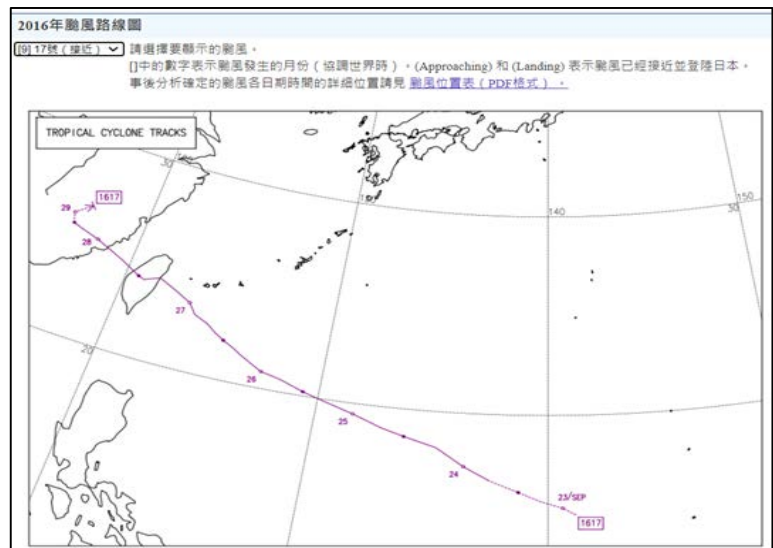 2016年颱風路線圖
[9] 17號（接近） 請選擇要顯示的颱風。
[]中的數字表示颱風發生的月份（協調世界時）。(Approaching) 和 (Landing) 表示颱風已經接近並登陸日本。
事後分析確定的颱風各日期時間的詳細位置請見 颱風位置表（PDF格式）。
TROPICAL CYCLONE TRACKS
30
150
30
140
1617
29
28
27
20
26
25
24
23/SEP
1617